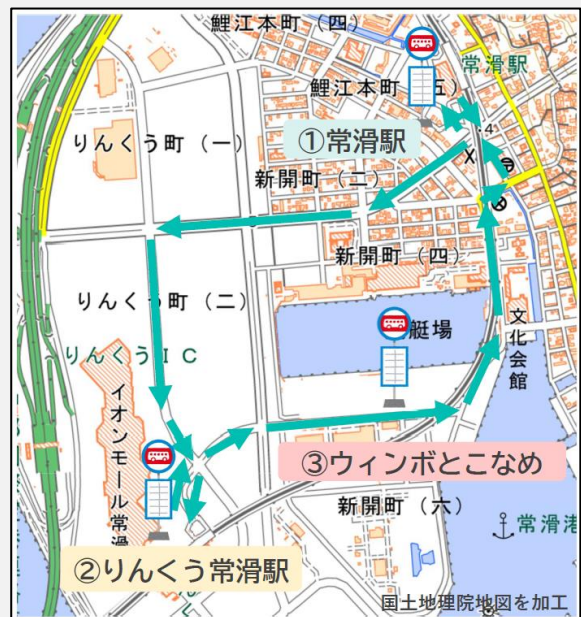 鯉江本町（四）
常滑駅
鯉江本町（五）
4
りんくう町（一）
①常滑駅
新開町（二）
新開町（四）
りんくう町（二）
艇場
文化会館
りんくうＩＣ
イオンモール常滑
③ウィンボとこなめ
新開町（六）
常滑港
②りんくう常滑駅
国土地理院地図を加工